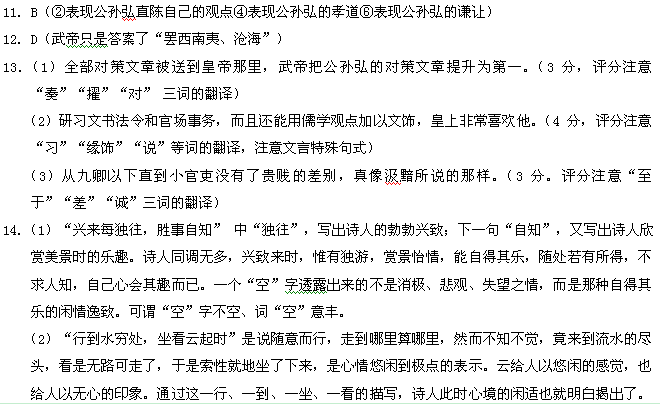 11. B（②表现公孙弘直陈自己的观点④表现公孙弘的孝道⑥表现公孙弘的谦让）
12. D（武帝只是答案了“罢西南夷、沧海”）
13.（1）全部对策文章被送到皇帝那里，武帝把公孙弘的对策文章提升为第一。（3 分，评分注意
“奏”“擢”“对” 三词的翻译）
（2）研习文书法令和官场事务，而且还能用儒学观点加以文饰，皇上非常喜欢他。（4 分，评分注意
“习”“缘饰”“说”等词的翻译，注意文言特殊句式）
（3）从九卿以下直到小官吏没有了贵贱的差别，真像汲黯所说的那样。（3 分。评分注意“至
于”“差”“诚”三词的翻译）
14.（1）“兴来每独往，胜事自知” 中“独往”，写出诗人的勃勃兴致；下一句“自知”，又写出诗人欣
赏美景时的乐趣。诗人同调无多，兴致来时，惟有独游，赏景怡情，能自得其乐，随处若有所得，不
求人知，自己心会其趣而已。一个“空”字透露出来的不是消极、悲观、失望之情，而是那种自得其
乐的闲情逸致。可谓“空”字不空、词“空”意丰。
（2）“行到水穷处，坐看云起时”是说随意而行，走到哪里算哪里，然而不知不觉，竟来到流水的尽
头，看是无路可走了，于是索性就地坐了下来，是心情悠闲到极点的表示。云给人以悠闲的感觉，也
给人以无心的印象。通过这一行、一到、一坐、一看的描写，诗人此时心境的闲适也就明白揭出了。